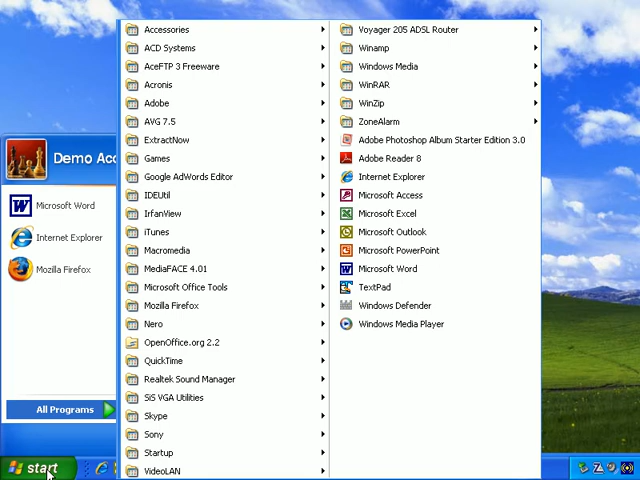 Demo Acc
Microsoft Word
Internet Explorer
Mozilla Firefox
All Programs
start
Accessories
ACD Systems
AceFTP 3 Freeware
Acronis
Adobe
AVG 7.5
ExtractNow
Games
Google AdWords Editor
IDEUtil
IrfanView
iTunes
Macromedia
MediaFACE 4.01
Microsoft Office Tools
Mozilla Firefox
Nero
OpenOffice.org 2.2
QuickTime
Realtek Sound Manager
SiS VGA Utilities
Skype
Sony
Startup
VideoLAN
Voyager 205 ADSL Router
Winamp
Windows Media
WinRAR
WinZip
ZoneAlarm
Adobe Photoshop Album Starter Edition 3.0
Adobe Reader 8
Internet Explorer
Microsoft Access
Microsoft Excel
Microsoft Outlook
Microsoft PowerPoint
Microsoft Word
TextPad
Windows Defender
Windows Media Player